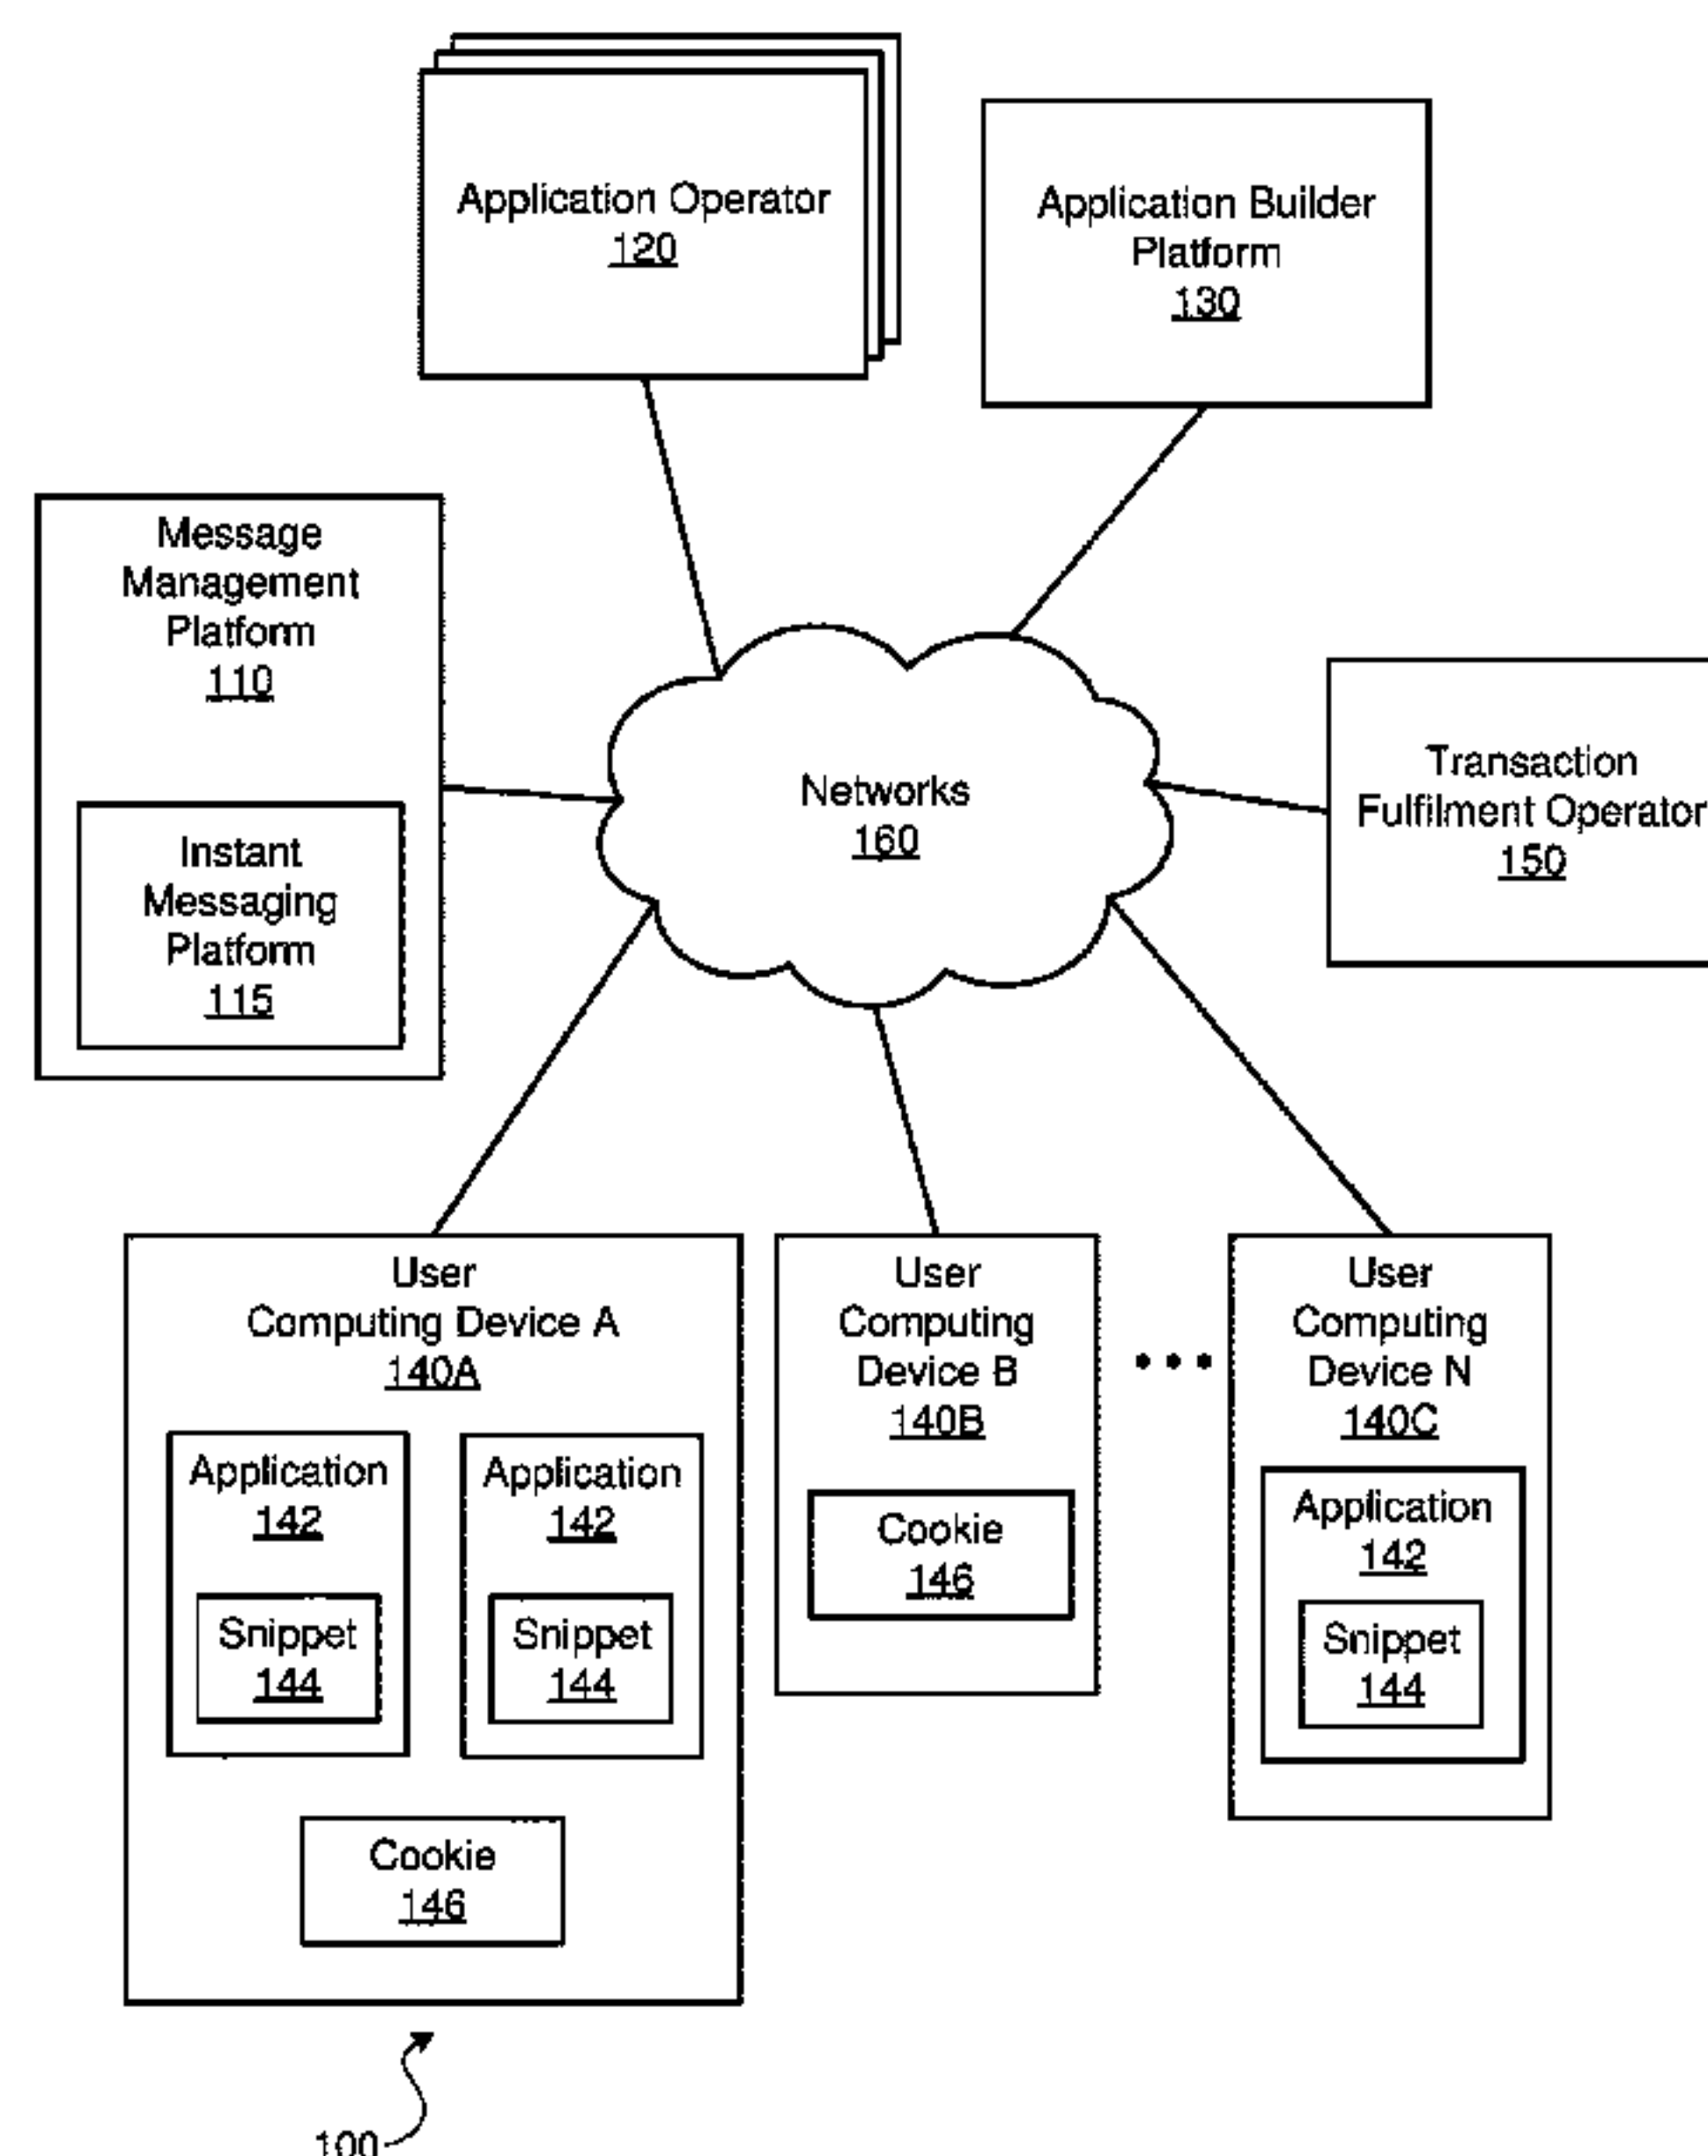 Application Operator
120
Application Builder
Platform
130
Message
Management
Platform
110
Instant
Messaging
Platform
115
Networks
160
Transaction
Fulfilment Operator
150
User
Computing Device A
140A
Application
142
Snippet
144
Application
142
Snippet
144
Cookie
146
User
Computing
Device B
140B
Cookie
146
• • •
User
Computing
Device N
140C
Application
142
Snippet
144
100